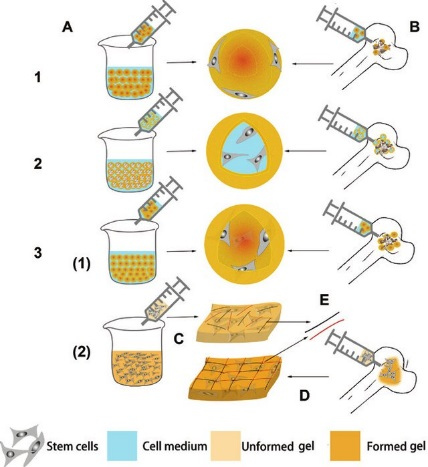 A
B
1
2
3
(1)
E
(2)
C
D
Stem cells
Cell medium
Unformed gel
Formed gel